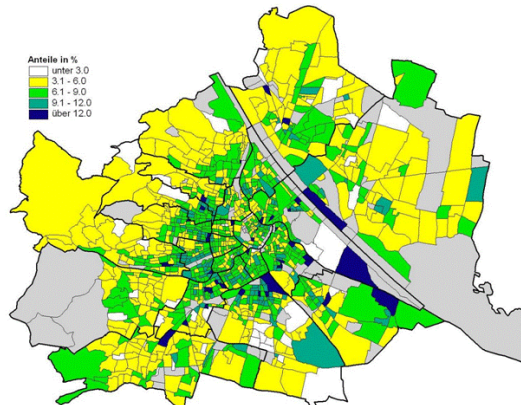 Anteile in %
unter 3.0
3.1 - 6.0
6.1 - 9.0
9.1 - 12.0
über 12.0